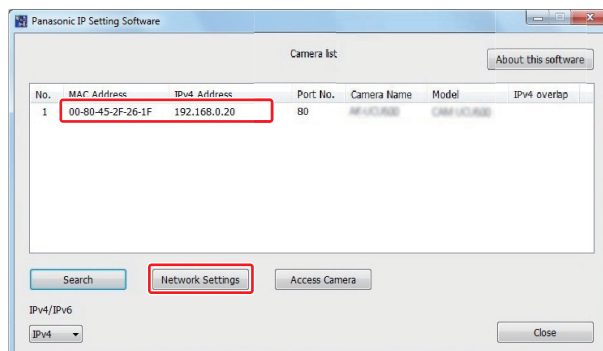 Panasonic IP Setting Software
Camera list
About this software
No. MAC Address IPv4 Address Port No. Camera Name Model IPv4 overlap
1 00-80-45-2F-26-1F 192.168.0.20 80
Search Network Settings Access Camera
IPv4/IPv6
IPv4 Close